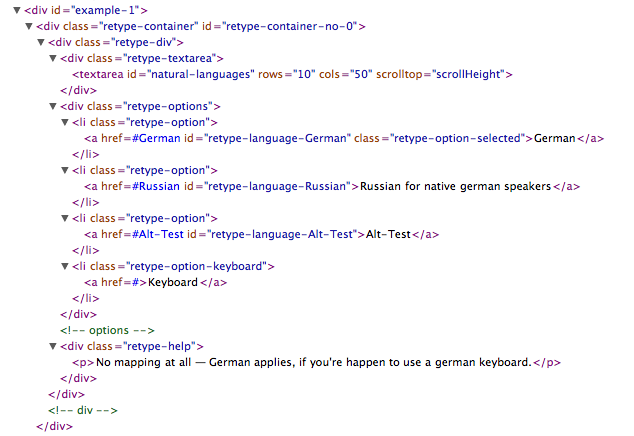 ▼<div id="example-1">
▼<div class="retype-container" id="retype-container-no-0">
▼<div class="retype-div">
▼<div class="retype-textarea">
<textarea id="natural-languages" rows="10" cols="50" scrolltop="scrollHeight">
</div>
▼<div class="retype-options">
▼<li class="retype-option">
<a href=#German id="retype-language-German" class="retype-option-selected">German</a>
</li>
▼<li class="retype-option">
<a href=#Russian id="retype-language-Russian">Russian for native german speakers</a>
</li>
▼<li class="retype-option">
<a href=#Alt-Test id="retype-language-Alt-Test">Alt-Test</a>
</li>
▼<li class="retype-option-keyboard">
<a href=#>Keyboard</a>
</li>
</div>
<!-- options -->
▼<div class="retype-help">
<p>No mapping at all — German applies, if you're happen to use a german keyboard.</p>
</div>
</div>
<!-- div -->
</div>